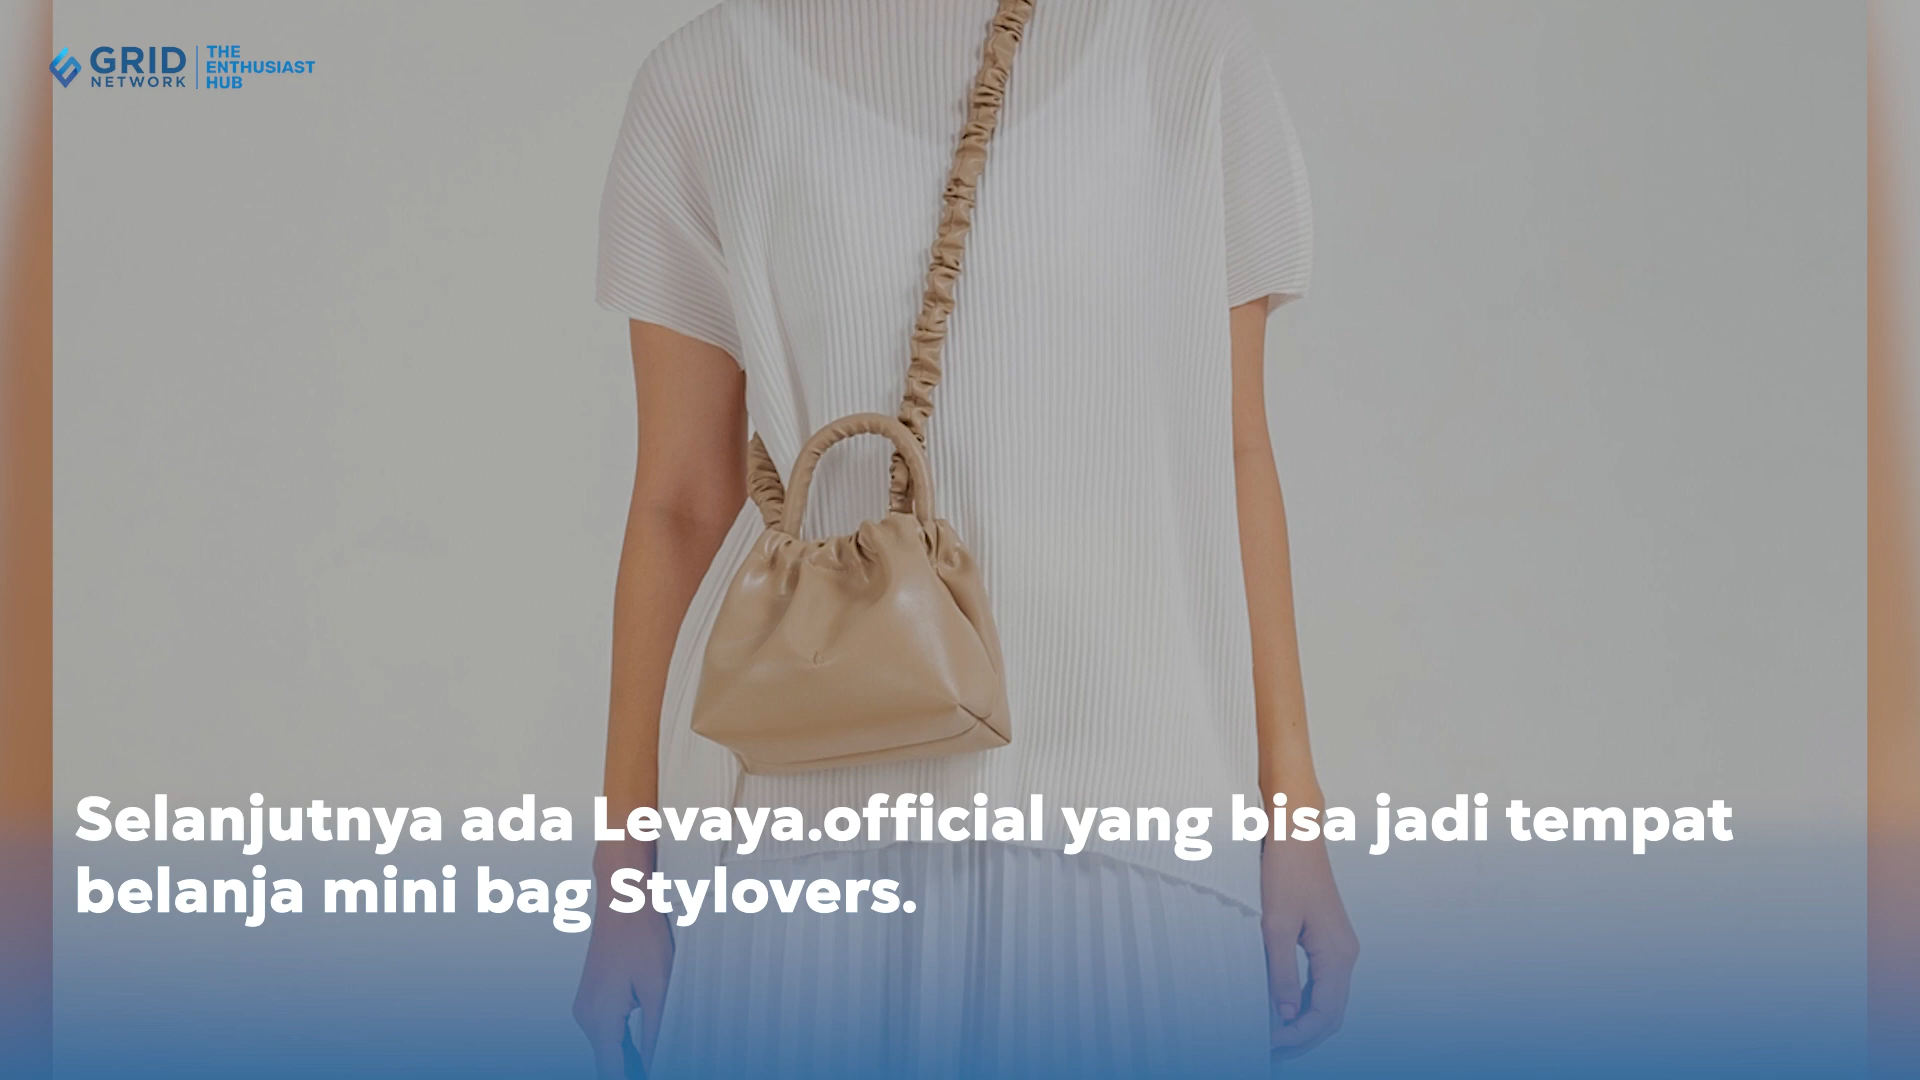 GRID
NETWORK
THE
ENTHUSIAST
HUB
Selanjutnya ada Levaya.official yang bisa jadi tempat
belanja mini bag Stylovers.